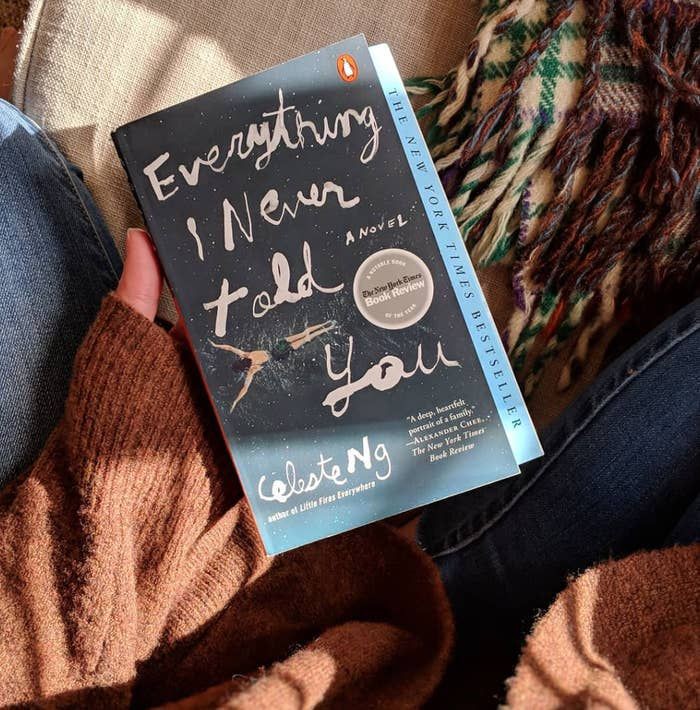 Everything
I Never
A NOVEL
told
You
A NOTABLE BOOK
The New York Times
Book Review
OF THE YEAR
"A deep, heartfelt
portrait of a family."
—ALEXANDER CHEE,
The New York Times
Book Review
Celeste Ng
author of Little Fires Everywhere
THE NEW YORK TIMES BESTSELLER